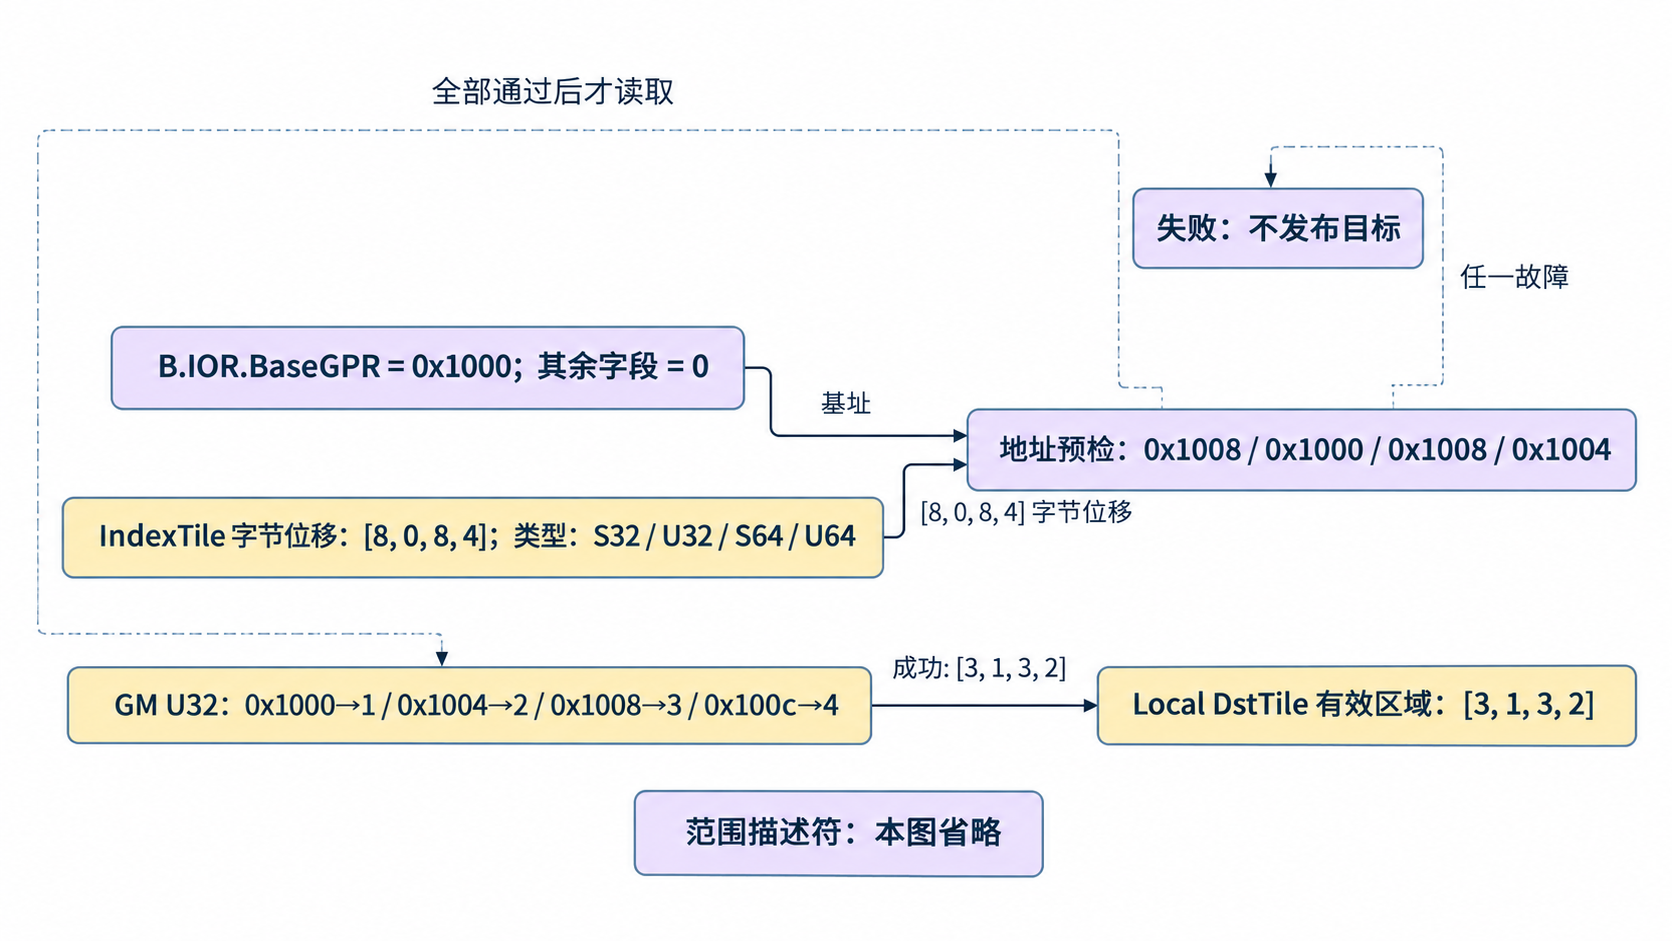 全部通过后才读取
失败：不发布目标
任一故障
B.IOR.BaseGPR = 0x1000；其余字段 = 0
基址
地址预检：0x1008 / 0x1000 / 0x1008 / 0x1004
IndexTile 字节位移：[8, 0, 8, 4]；类型：S32 / U32 / S64 / U64
[8, 0, 8, 4] 字节位移
成功: [3, 1, 3, 2]
GM U32：0x1000→1 / 0x1004→2 / 0x1008→3 / 0x100c→4
Local DstTile 有效区域：[3, 1, 3, 2]
范围描述符：本图省略